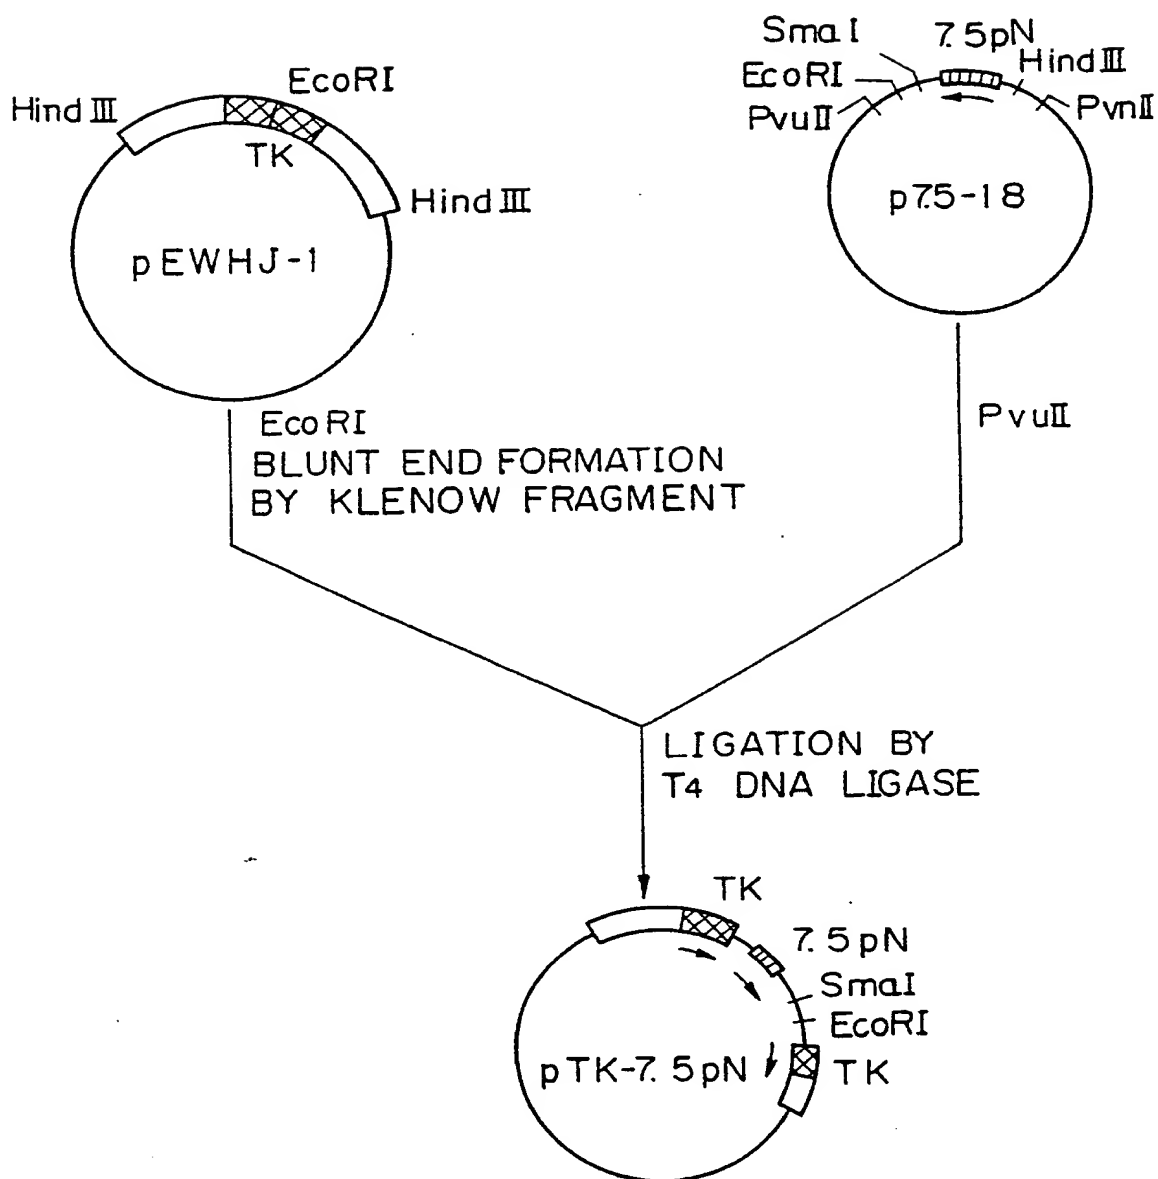 Hind III
EcoRI
TK
Hind III
pEWHJ-1
Sma I
7.5pN
EcoRI
Hind III
PvuII
PvnII
p7.5-18
EcoRI
BLUNT END FORMATION
BY KLENOW FRAGMENT
PvuII
LIGATION BY
T4 DNA LIGASE
TK
7.5pN
SmaI
EcoRI
TK
pTK-7.5pN